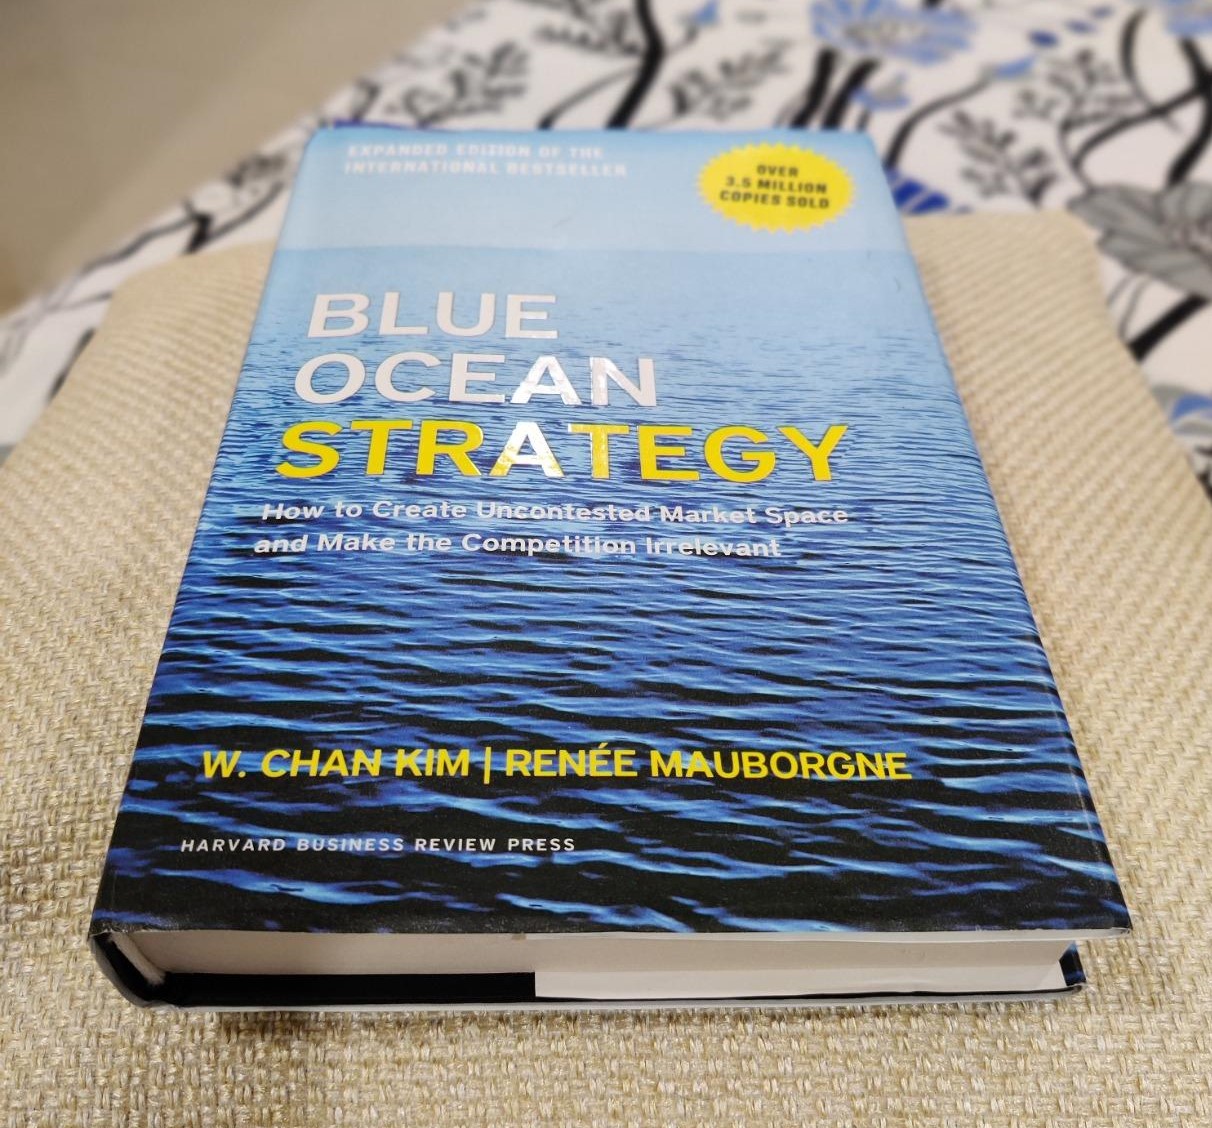 EXPANDED EDITION OF THE
INTERNATIONAL BESTSELLER
OVER
3.5 MILLION
COPIES SOLD
BLUE
OCEAN
STRATEGY
How to Create Uncontested Market Space
and Make the Competition Irrelevant
W. CHAN KIM | RENÉE MAUBORGNE
HARVARD BUSINESS REVIEW PRESS